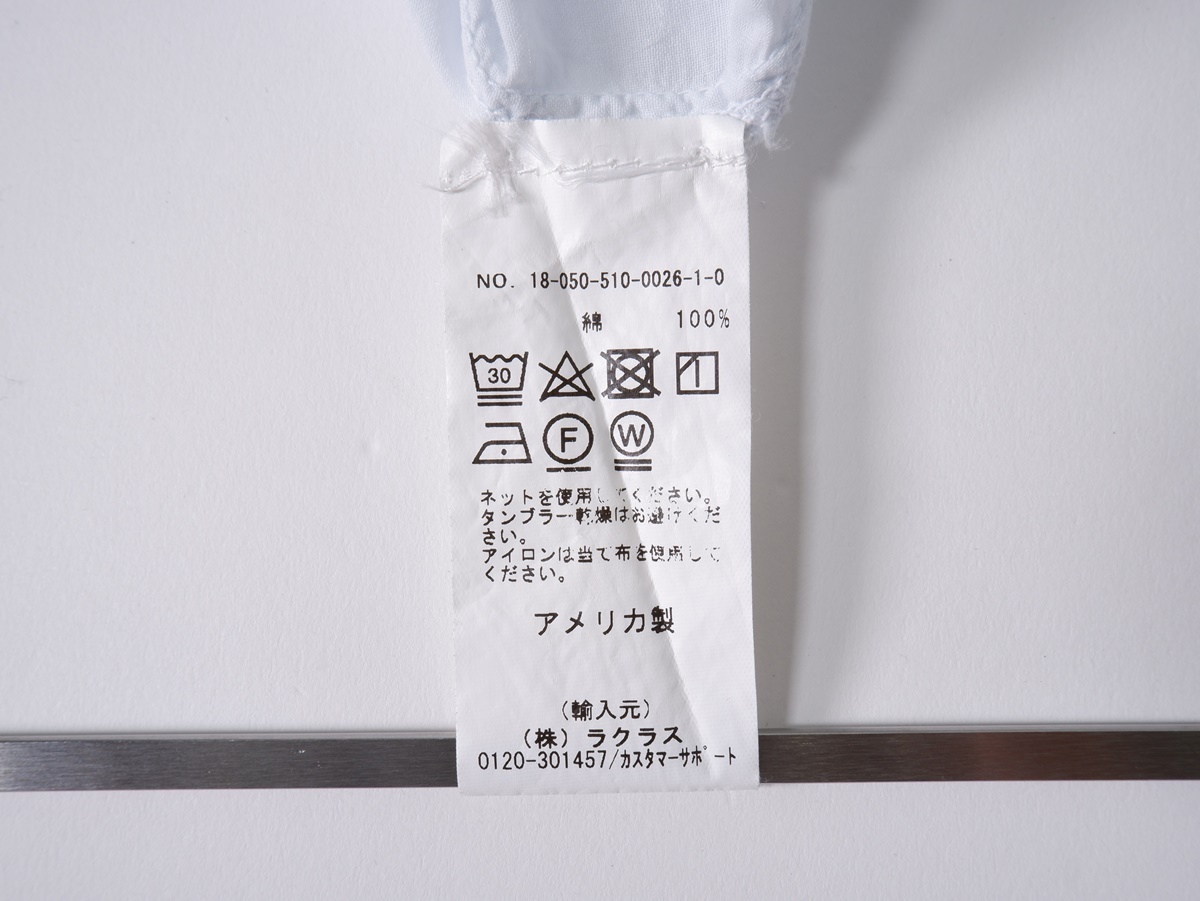 NO. 18-050-510-0026-1-0
綿 100%
30
F W
ネットを使用してください。
タンブラー乾燥はお避けくだ
さい。
アイロンは当て布を使用して
ください。
アメリカ製
（輸入元）
（株）ラクラス
0120-301457/ｶｽﾀﾏｰｻﾎﾟｰﾄ